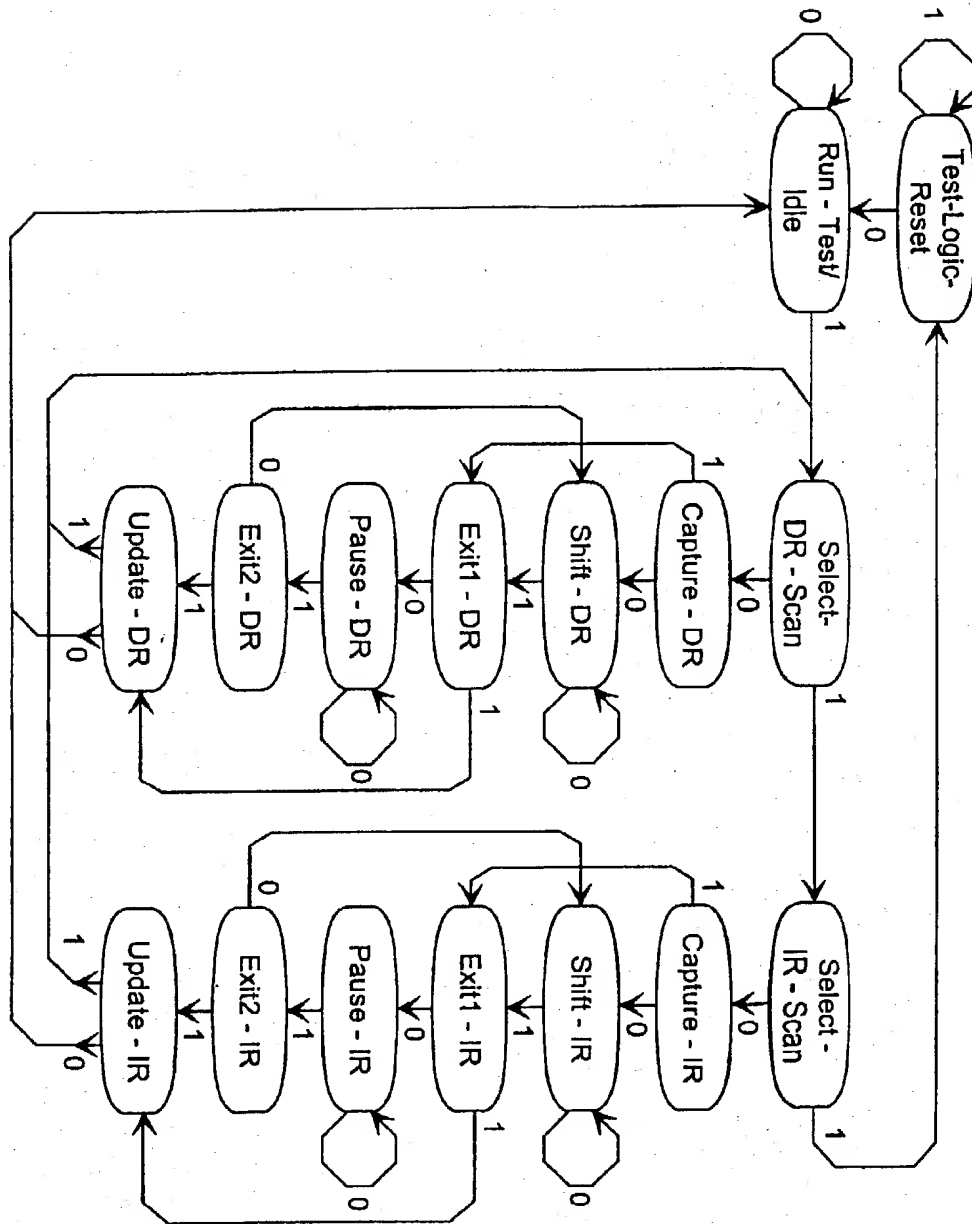 1
Test-Logic-
Reset
0
0
Run - Test/
Idle
1
Select-
DR - Scan
1
Select -
IR - Scan
1
0
0
1
Capture - DR
1
Capture - IR
0
0
Shift - DR
0
Shift - IR
0
1
1
Exit1 - DR
1
Exit1 - IR
1
0
0
Pause - DR
0
Pause - IR
0
1
1
0
Exit2 - DR
0
Exit2 - IR
1
1
Update - DR
Update - IR
1
0
1
0